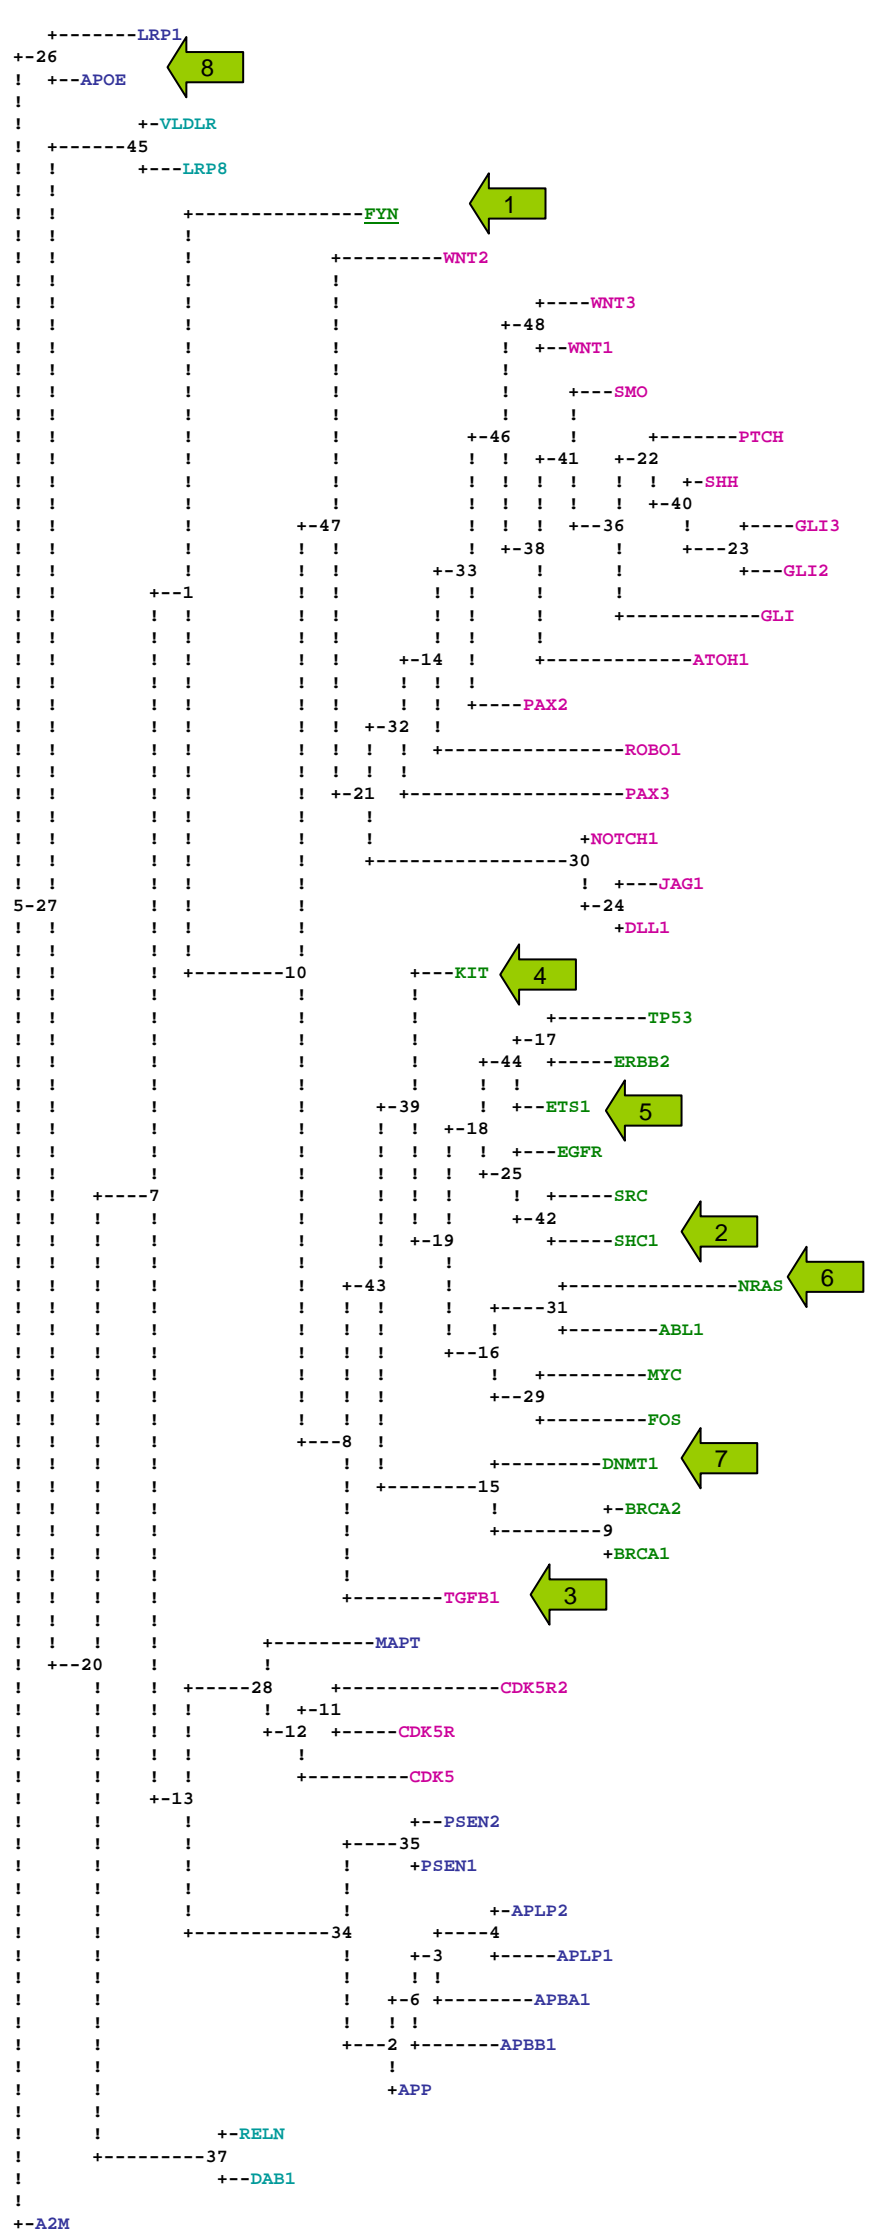 +-------LRP1
+-26
! +--APOE 8
!
! +-VLDLR
! +------45
! ! +---LRP8
! !
! ! +---------------FYN 1
! ! !
! ! ! +---------WNT2
! ! ! !
! ! ! ! +----WNT3
! ! ! ! +-48
! ! ! ! ! +--WNT1
! ! ! ! !
! ! ! ! ! +---SMO
! ! ! ! ! !
! ! ! ! +-46 ! +-------PTCH
! ! ! ! ! ! +-41 +-22
! ! ! ! ! ! ! ! ! ! +-SHH
! ! ! ! ! ! ! ! ! +-40
! ! ! +-47 ! ! ! +--36 ! +----GLI3
! ! ! ! ! ! +-38 ! +---23
! ! ! ! ! +-33 ! ! +---GLI2
! ! +--1 ! ! ! ! ! !
! ! ! ! ! ! ! ! ! +------------GLI
! ! ! ! ! ! ! ! !
! ! ! ! ! ! +-14 ! +-------------ATOH1
! ! ! ! ! ! ! ! !
! ! ! ! ! ! ! ! +----PAX2
! ! ! ! ! ! +-32 !
! ! ! ! ! ! ! ! +----------------ROBO1
! ! ! ! ! ! ! !
! ! ! ! ! +-21 +-------------------PAX3
! ! ! ! ! !
! ! ! ! ! ! +NOTCH1
! ! ! ! ! +-----------------30
! ! ! ! ! ! +---JAG1
5-27 ! ! ! +-24
! ! ! ! ! +DLL1
! ! ! !
! ! ! +--------10 +---KIT 4
! ! ! ! !
! ! ! ! ! +--------TP53
! ! ! ! ! +-17
! ! ! ! ! +-44 +-----ERBB2
! ! ! ! ! ! !
! ! ! ! +-39 ! +--ETS1 5
! ! ! ! ! ! +-18
! ! ! ! ! ! ! ! +---EGFR
! ! ! ! ! ! ! +-25
! ! +----7 ! ! ! ! ! +-----SRC
! ! ! ! ! ! ! ! +-42
! ! ! ! ! ! +-19 +-----SHC1 2
! ! ! ! ! ! !
! ! ! ! ! +-43 ! +---------------NRAS 6
! ! ! ! ! ! ! ! +----31
! ! ! ! ! ! ! ! ! +--------ABL1
! ! ! ! ! ! ! +--16
! ! ! ! ! ! ! ! +---------MYC
! ! ! ! ! ! ! +--29
! ! ! ! ! ! ! +---------FOS
! ! ! ! +---8 !
! ! ! ! ! ! +---------DNMT1 7
! ! ! ! ! +--------15
! ! ! ! ! ! +-BRCA2
! ! ! ! ! +---------9
! ! ! ! ! +BRCA1
! ! ! ! !
! ! ! ! +--------TGFB1 3
! ! ! !
! ! ! ! +---------MAPT
! +--20 ! !
! ! ! +-----28 +--------------CDK5R2
! ! ! ! ! +-11
! ! ! ! +-12 +-----CDK5R
! ! ! ! !
! ! ! ! +---------CDK5
! ! +-13
! ! ! +--PSEN2
! ! ! +----35
! ! ! ! +PSEN1
! ! ! !
! ! ! ! +-APLP2
! ! +------------34 +----4
! ! ! +-3 +-----APLP1
! ! ! ! !
! ! ! +-6 +--------APBA1
! ! ! ! !
! ! +---2 +-------APBB1
! ! !
! ! +APP
! !
! ! +-RELN
! +---------37
! +--DAB1
!
+-A2M